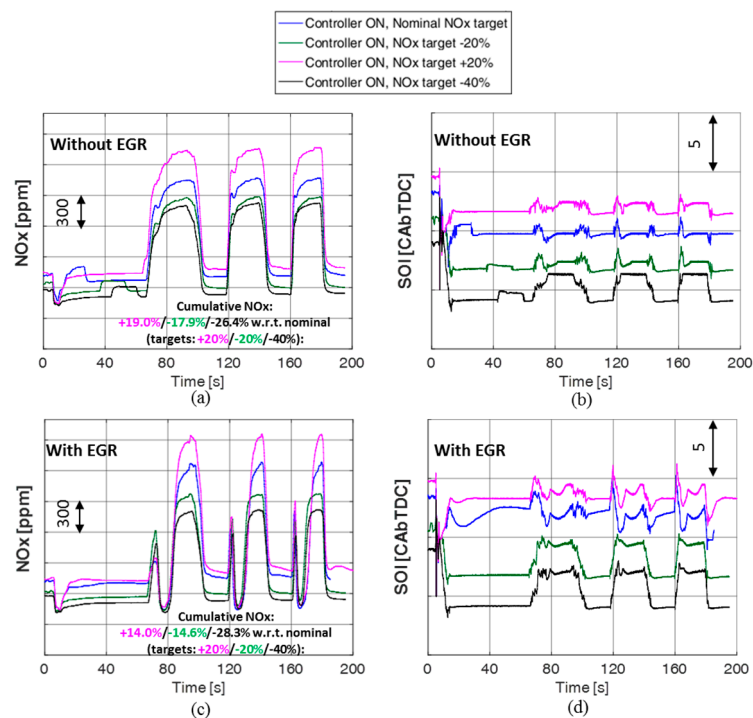 Controller ON, Nominal NOx target
Controller ON, NOx target -20%
Controller ON, NOx target +20%
Controller ON, NOx target -40%
Without EGR
NOx [ppm]
300
Cumulative NOx:
+19.0%/-17.9%/-26.4% w.r.t. nominal
(targets: +20%/-20%/-40%):
0 40 80 120 160 200
Time [s]
(a)
Without EGR
SOI [CAbTDC]
5
0 40 80 120 160 200
Time [s]
(b)
With EGR
NOx [ppm]
300
Cumulative NOx:
+14.0%/-14.6%/-28.3% w.r.t. nominal
(targets: +20%/-20%/-40%):
0 40 80 120 160 200
Time [s]
(c)
With EGR
SOI [CAbTDC]
5
0 40 80 120 160 200
Time [s]
(d)